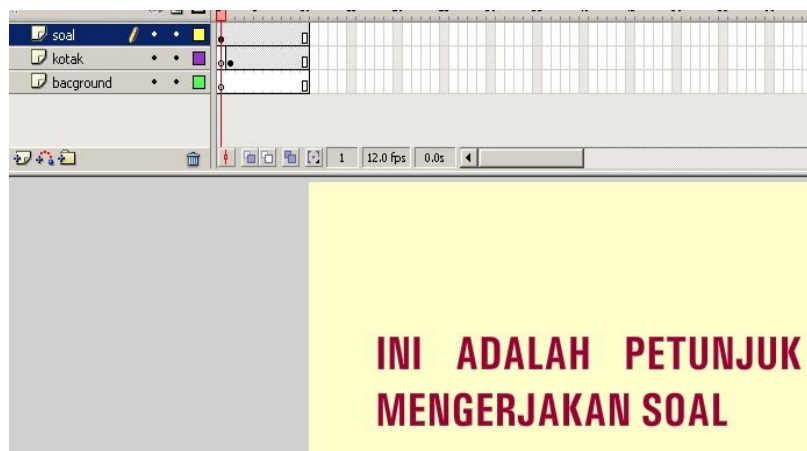 soal
kotak
bacground
1 12.0 fps 0.0s
INI ADALAH PETUNJUK
MENGERJAKAN SOAL